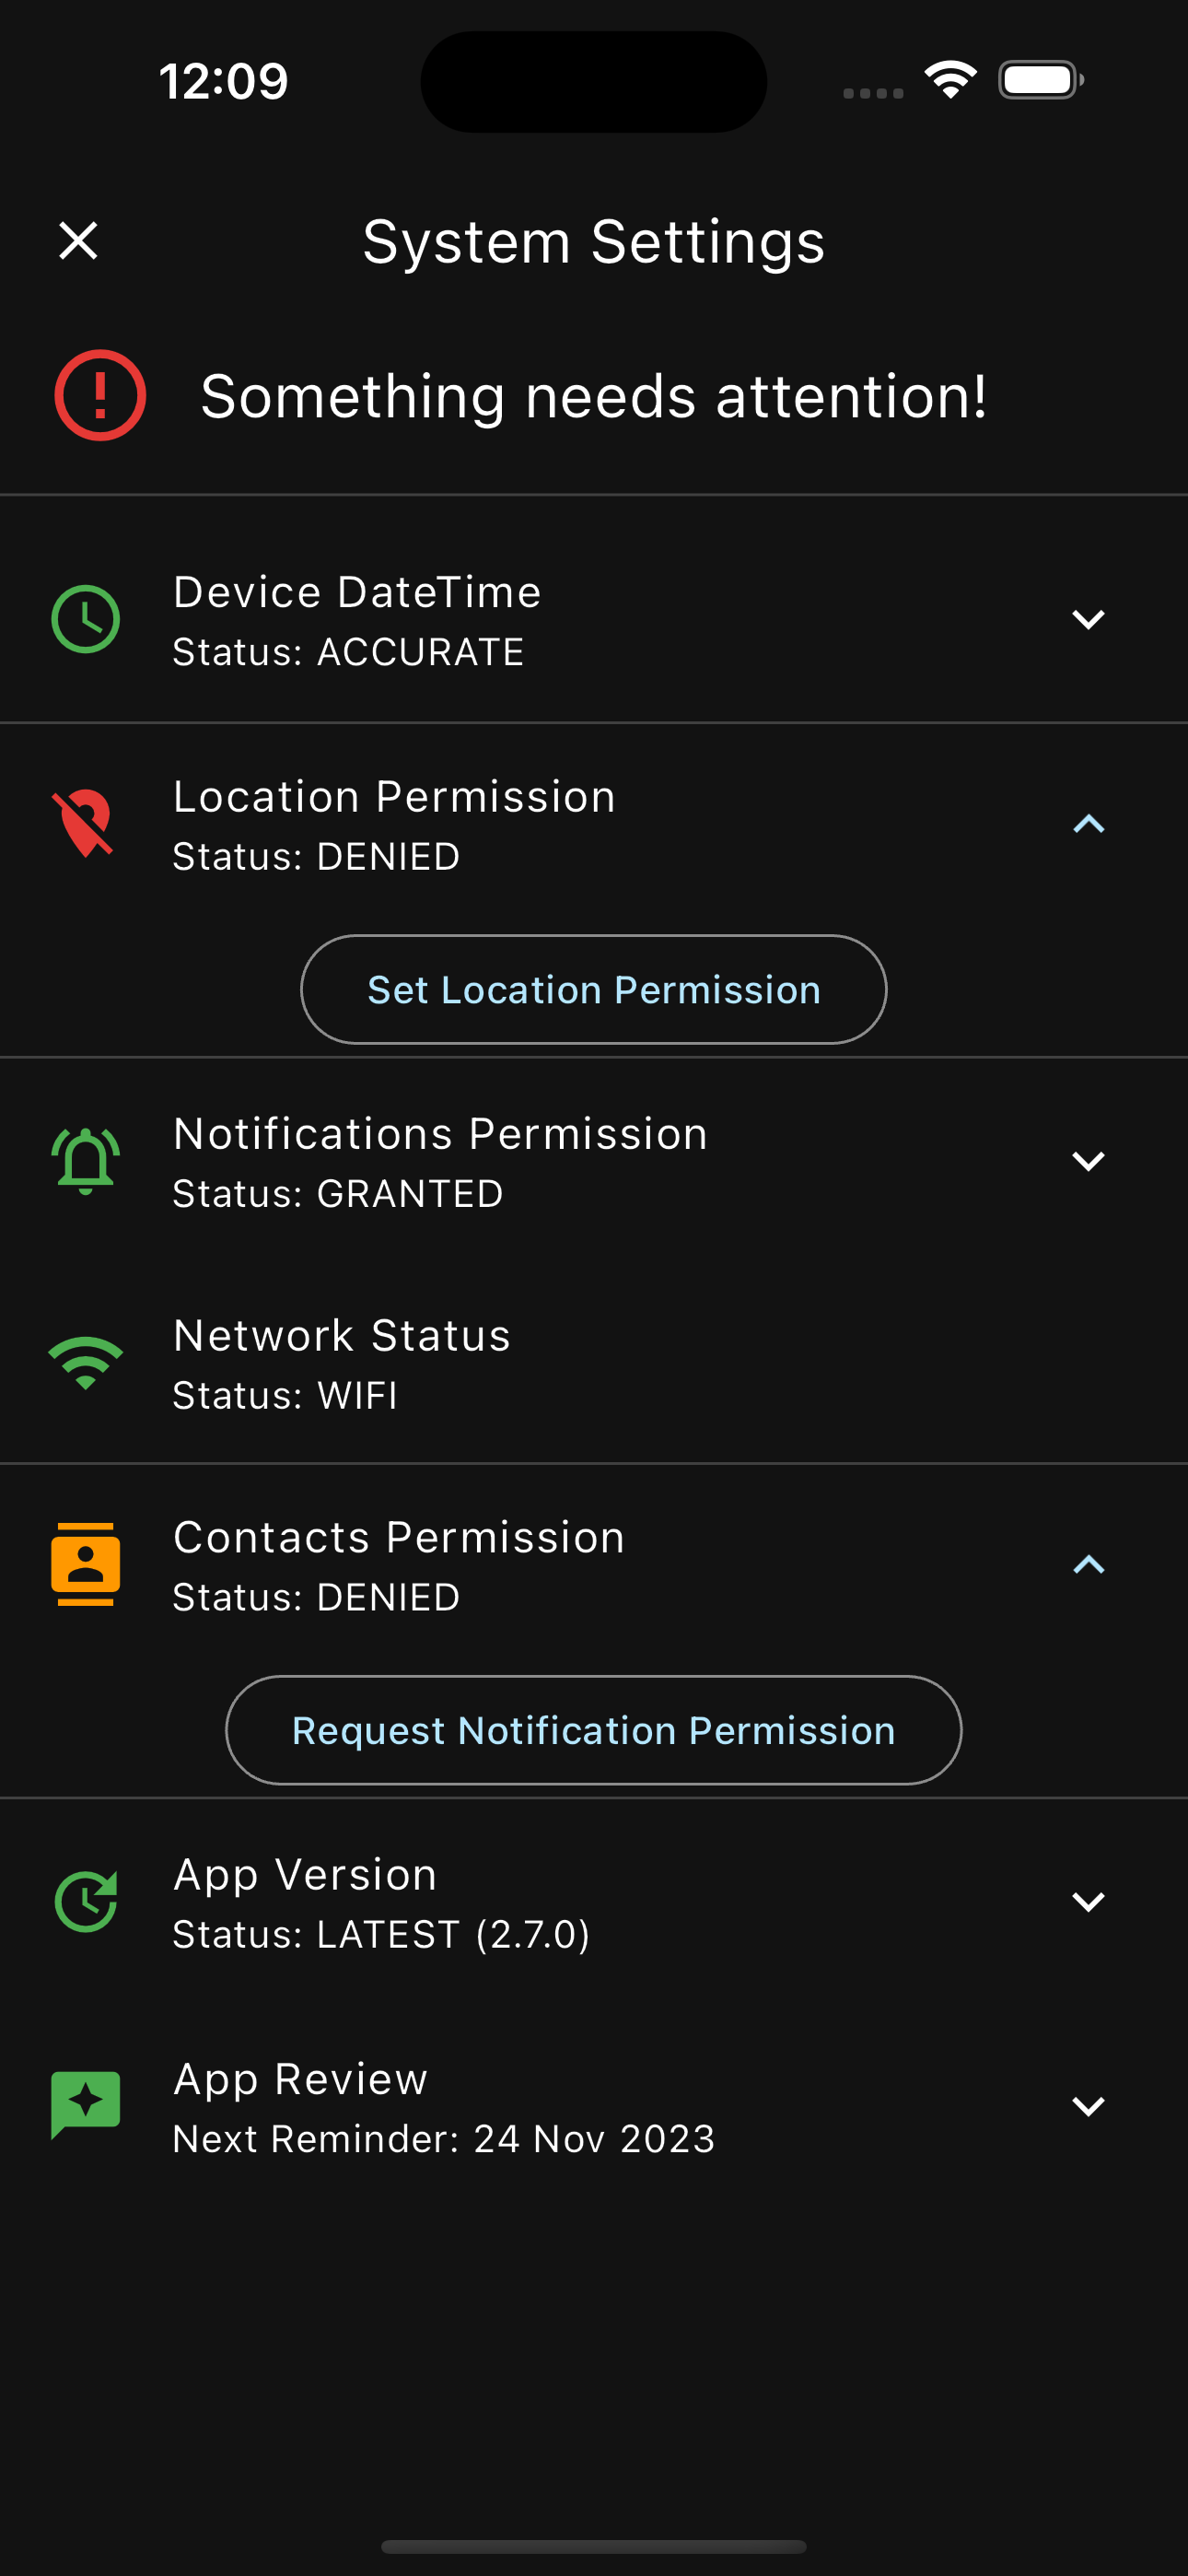 12:09
System Settings
Something needs attention!
Device DateTime
Status: ACCURATE
Location Permission
Status: DENIED
Set Location Permission
Notifications Permission
Status: GRANTED
Network Status
Status: WIFI
Contacts Permission
Status: DENIED
Request Notification Permission
App Version
Status: LATEST (2.7.0)
App Review
Next Reminder: 24 Nov 2023